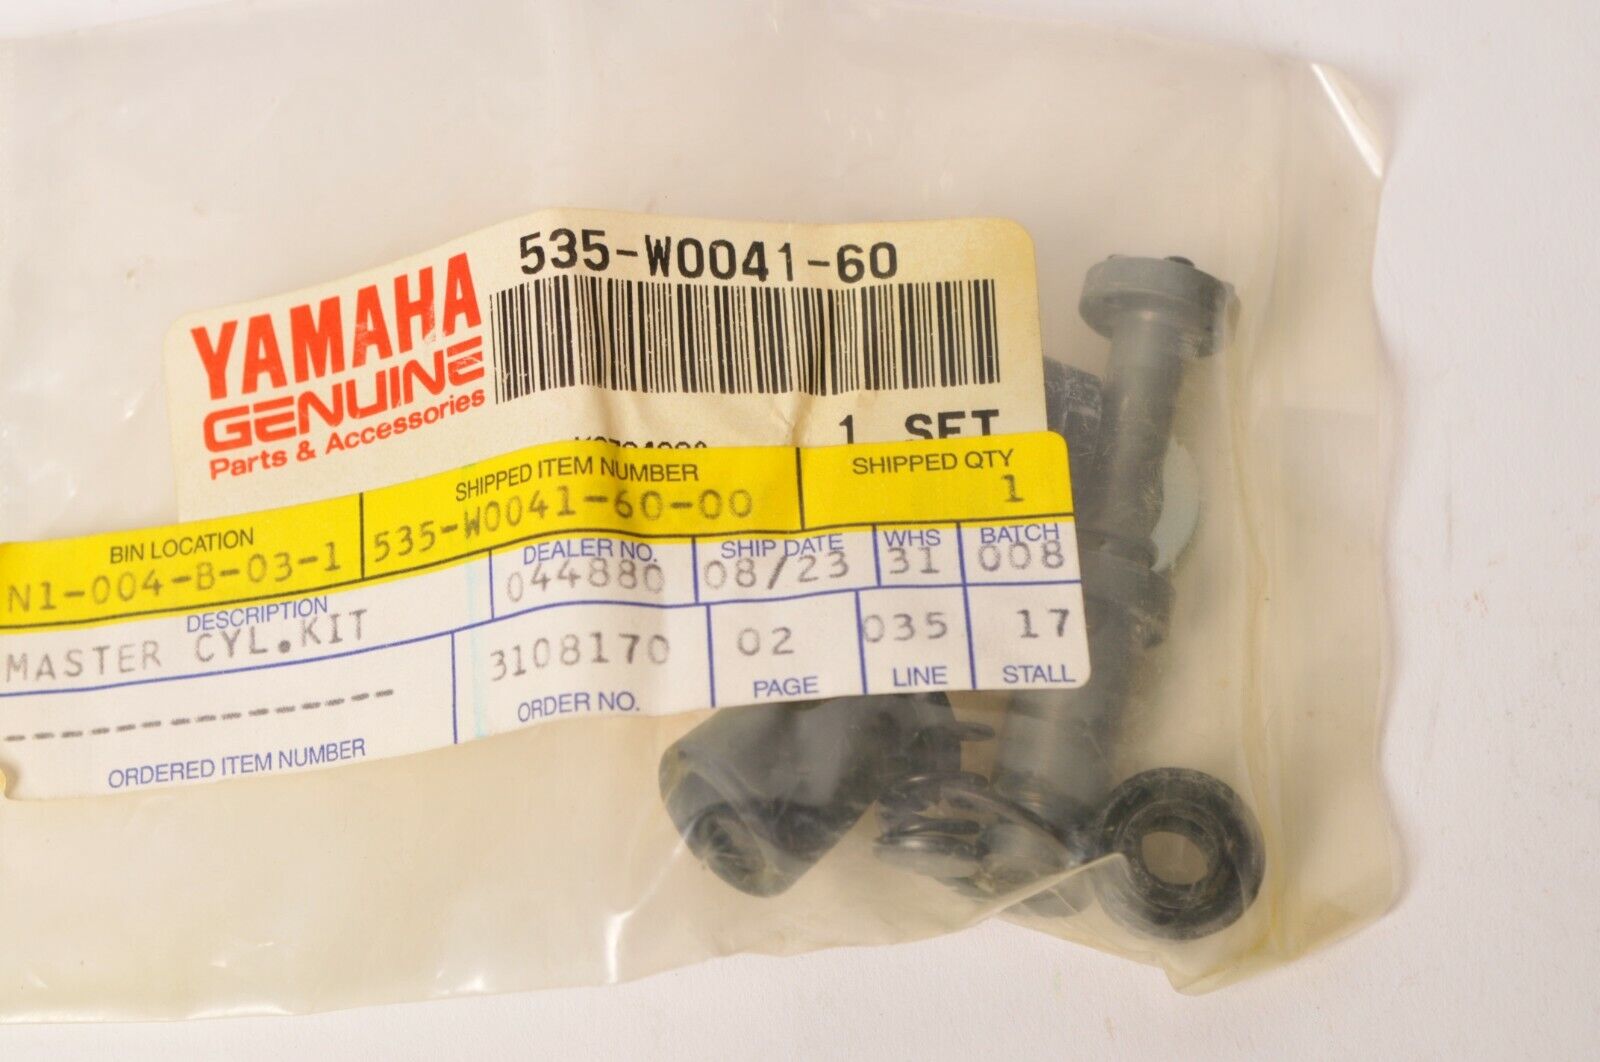 535-W0041-60
YAMAHA
GENUINE
Parts & Accessories
1 SET
SHIPPED ITEM NUMBER
SHIPPED QTY
BIN LOCATION
535-W0041-60-00
1
N1-004-B-03-1
DEALER NO.
SHIP DATE
WHS
BATCH
DESCRIPTION
044880
08/23
31
008
MASTER CYL.KIT
3108170
02
035
17
ORDER NO.
PAGE
LINE
STALL
ORDERED ITEM NUMBER